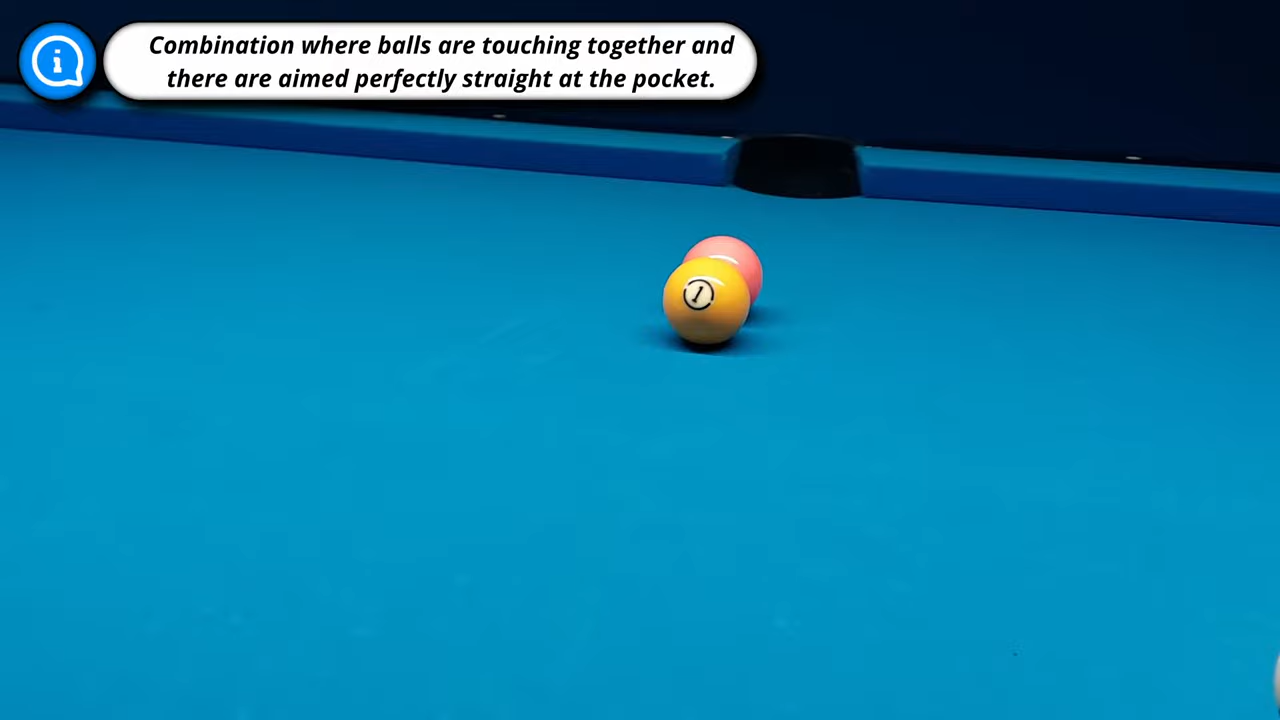 Combination where balls are touching together and
there are aimed perfectly straight at the pocket.
1